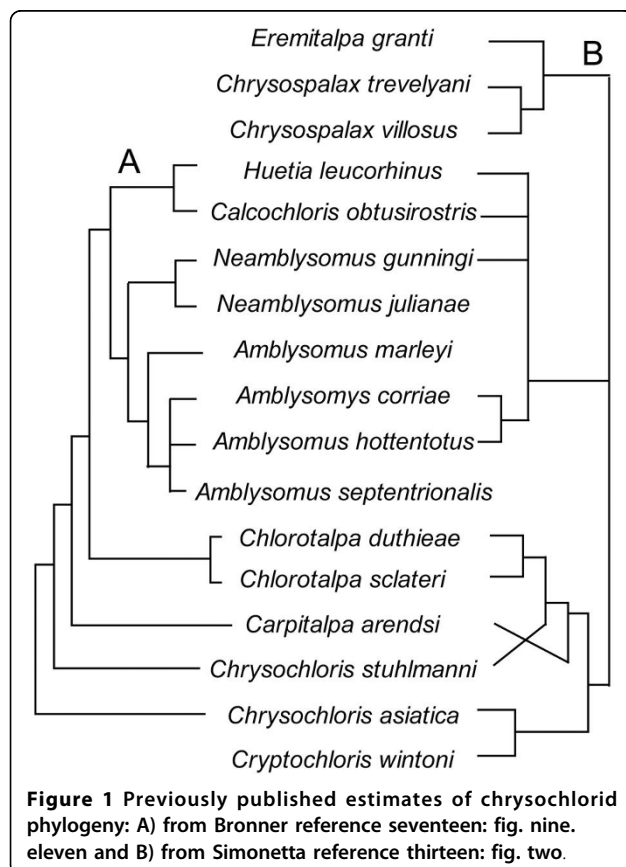 Eremitalpa granti
B
Chrysospalax trevelyani
Chrysospalax villosus
A
Huetia leucorhinus
Calcochloris obtusirostris
Neamblysomus gunningi
Neamblysomus julianae
Amblysomus marleyi
Amblysomys corriae
Amblysomus hottentotus
Amblysomus septentrionalis
Chlorotalpa duthieae
Chlorotalpa sclateri
Carpitalpa arendsi
Chrysochloris stuhlmanni
Chrysochloris asiatica
Cryptochloris wintoni
Figure 1 Previously published estimates of chrysochlorid
phylogeny: A) from Bronner reference seventeen: fig. nine.
eleven and B) from Simonetta reference thirteen: fig. two.